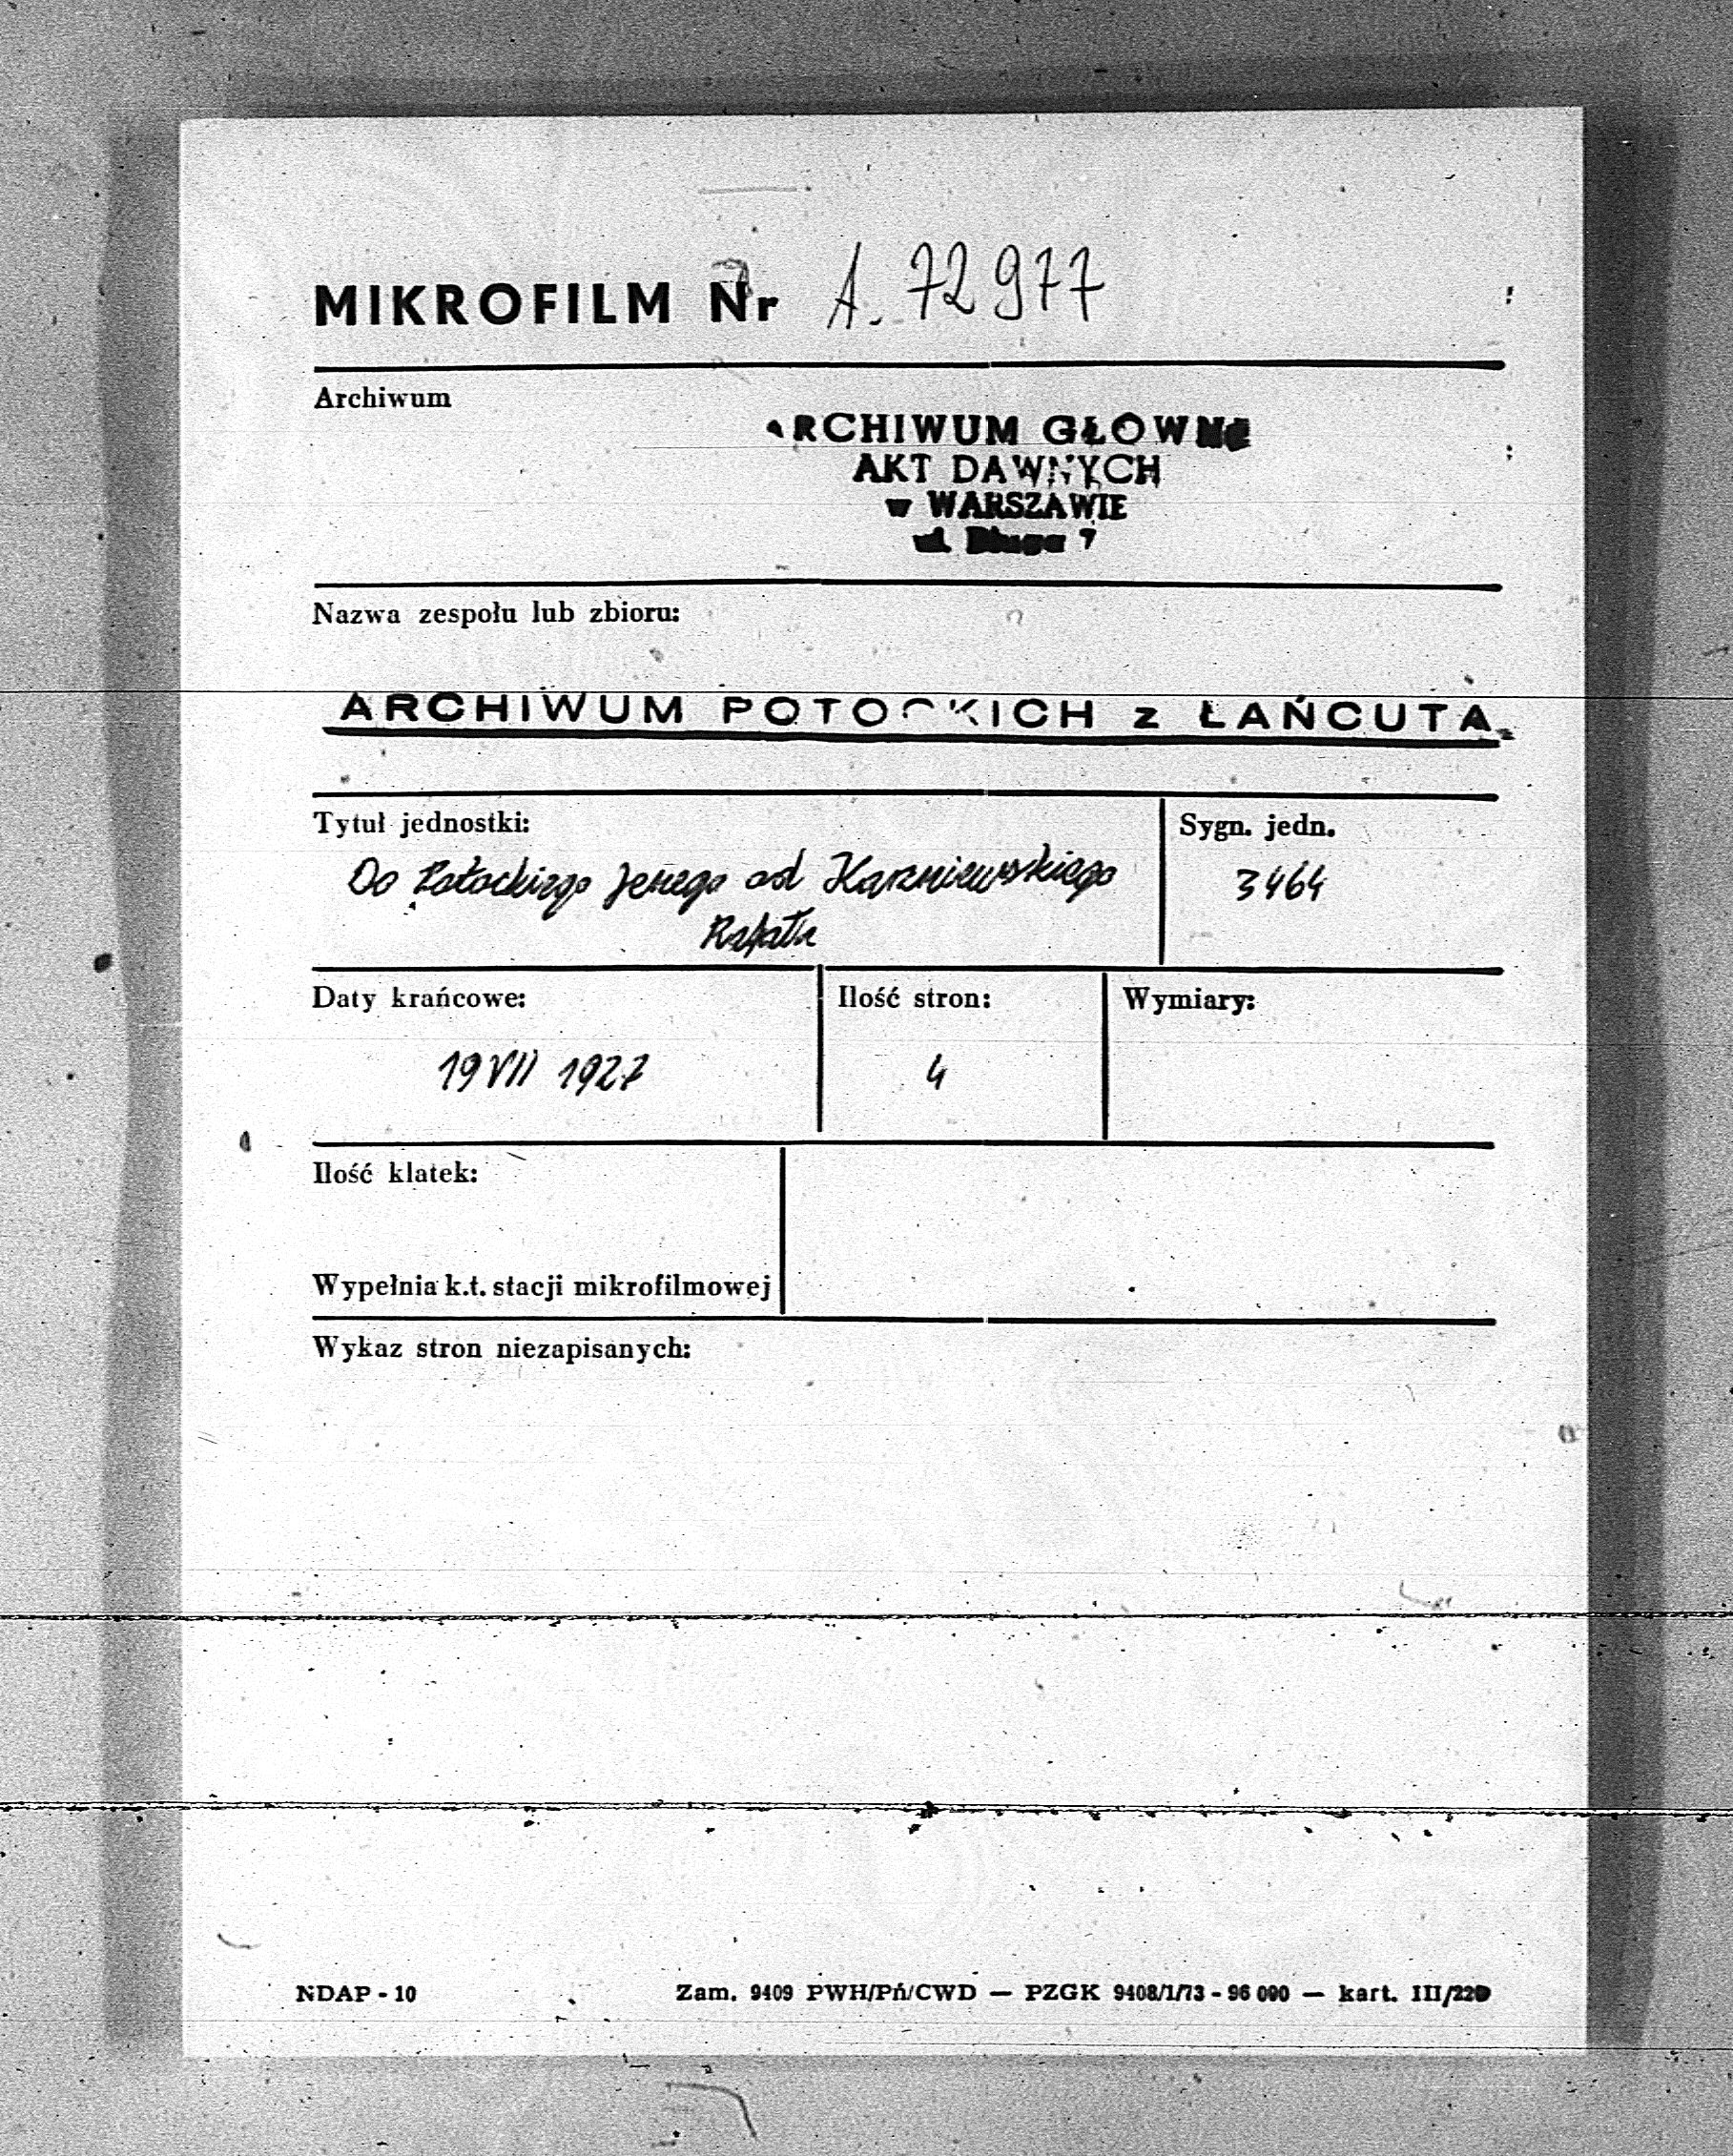 MIKROFILM Nr A. 72977
Archiwum
ARCHIWUM GŁÓWNE
AKT DAWNYCH
w WARSZAWIE
ul. Długa 7
Nazwa zespołu lub zbioru:
ARCHIWUM POTOCKICH z ŁAŃCUTA
Tytuł jednostki:
Sygn. jedn.
Do Potockiego Jerzego od Karzniewskiego
3464
Rafała
Daty krańcowe:
Ilość stron:
Wymiary:
19 VII 1927
4
Ilość klatek:
Wypełnia k.t. stacji mikrofilmowej
Wykaz stron niezapisanych:
NDAP - 10
Zam. 9409 PWH/Pń/CWD — PZGK 9408/1/73 - 96 000 — kart. III/220